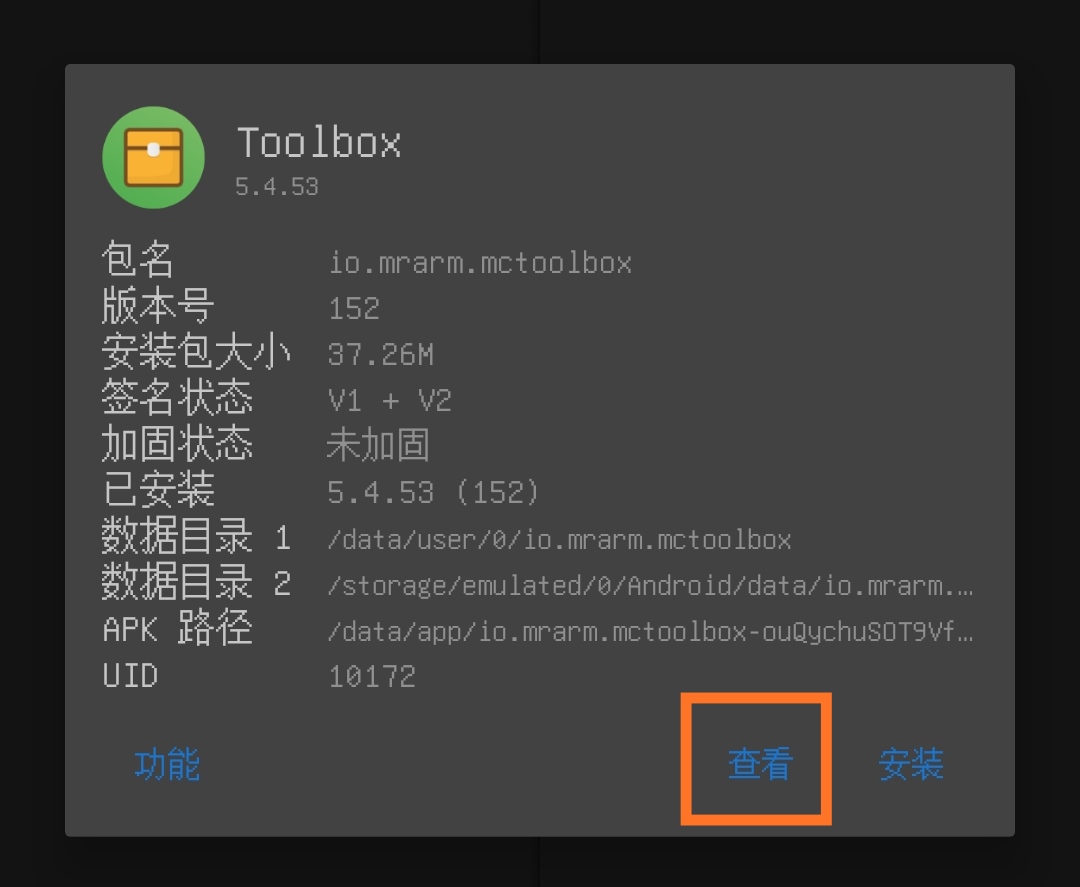 Toolbox
5.4.53
包名 io.mrarm.mctoolbox
版本号 152
安装包大小 37.26M
签名状态 V1 + V2
加固状态 未加固
已安装 5.4.53 (152)
数据目录 1 /data/user/0/io.mrarm.mctoolbox
数据目录 2 /storage/emulated/0/Android/data/io.mrarm.…
APK 路径 /data/app/io.mrarm.mctoolbox-ouQychuSOT9Vf…
UID 10172
功能 查看 安装